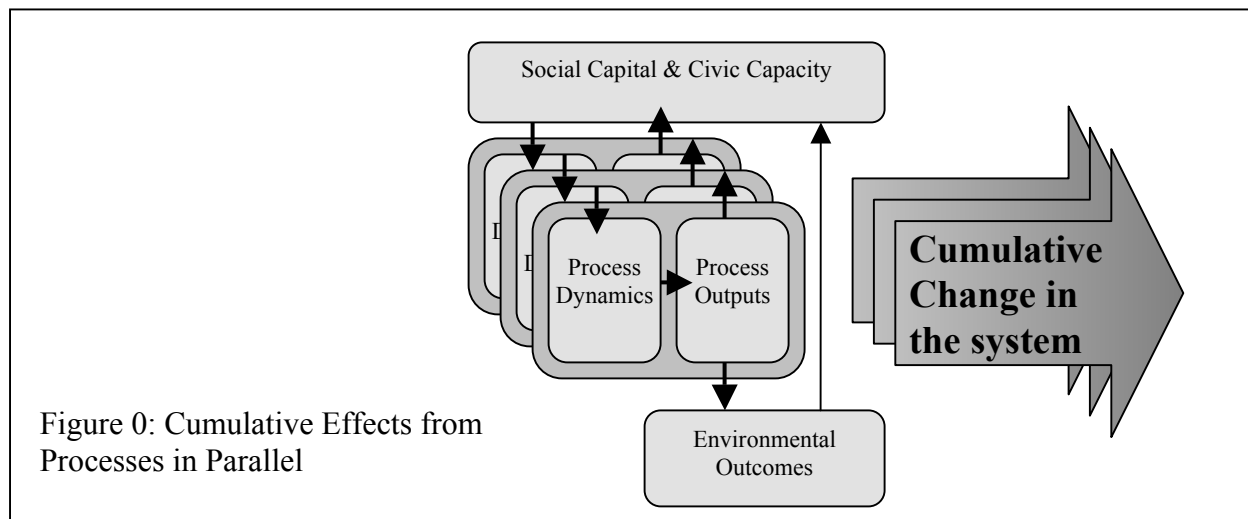 Social Capital & Civic Capacity
Process
Dynamics
Process
Outputs
Cumulative
Change in
the system
Environmental
Outcomes
Figure 0: Cumulative Effects from
Processes in Parallel